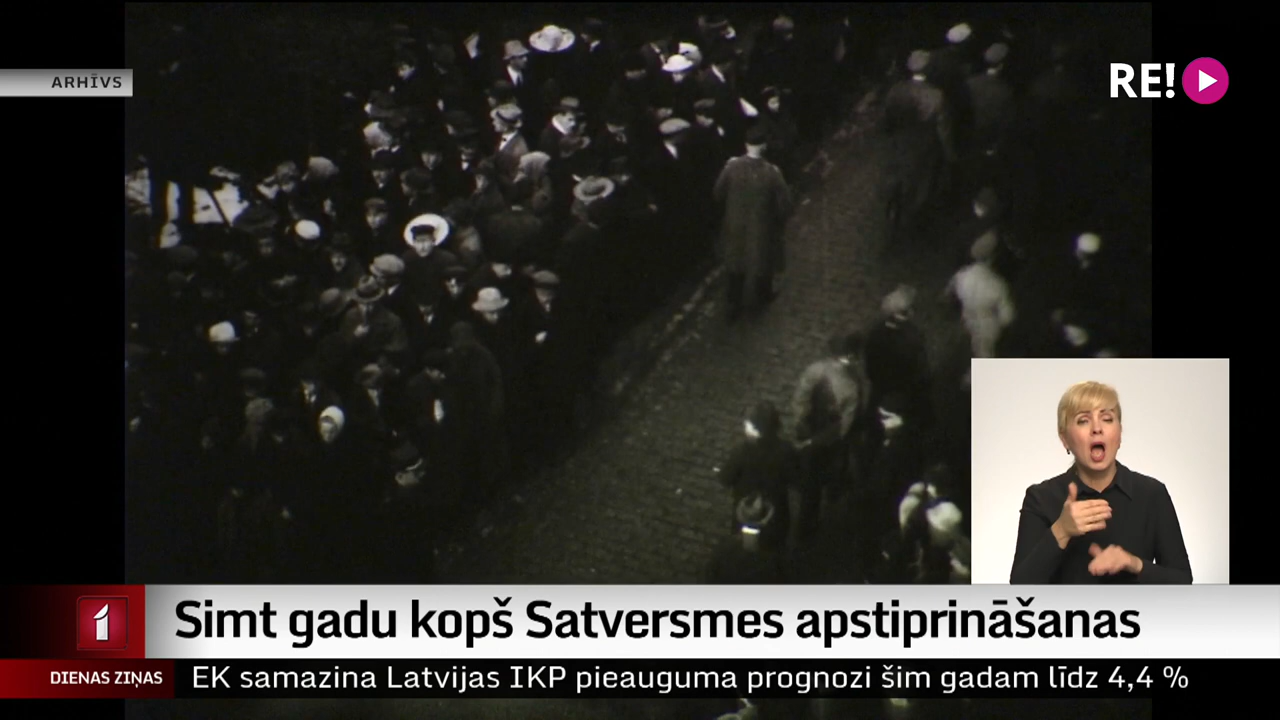 ARHĪVS
RE!
1
Simt gadu kopš Satversmes apstiprināšanas
DIENAS ZIŅAS
EK samazina Latvijas IKP pieauguma prognozi šim gadam līdz 4,4 %